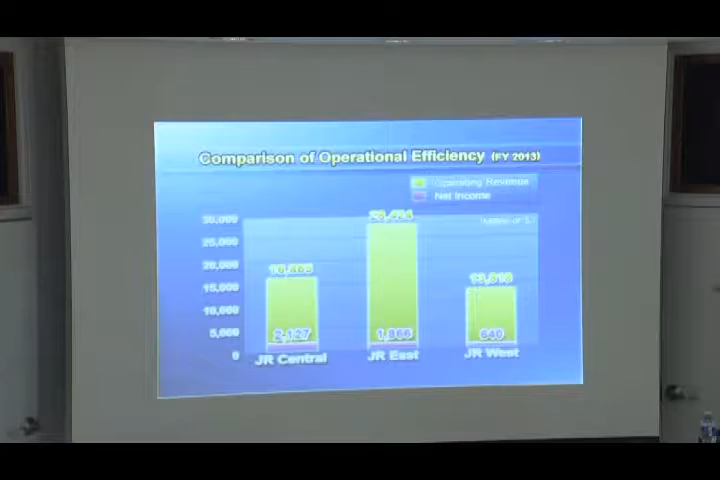 Comparison of Operational Efficiency (FY 2013)
Operating Revenue
Net Income
30,000
25,000
20,000
15,000
10,000
5,000
0
2,127
1,866
640
JR Central
JR East
JR West